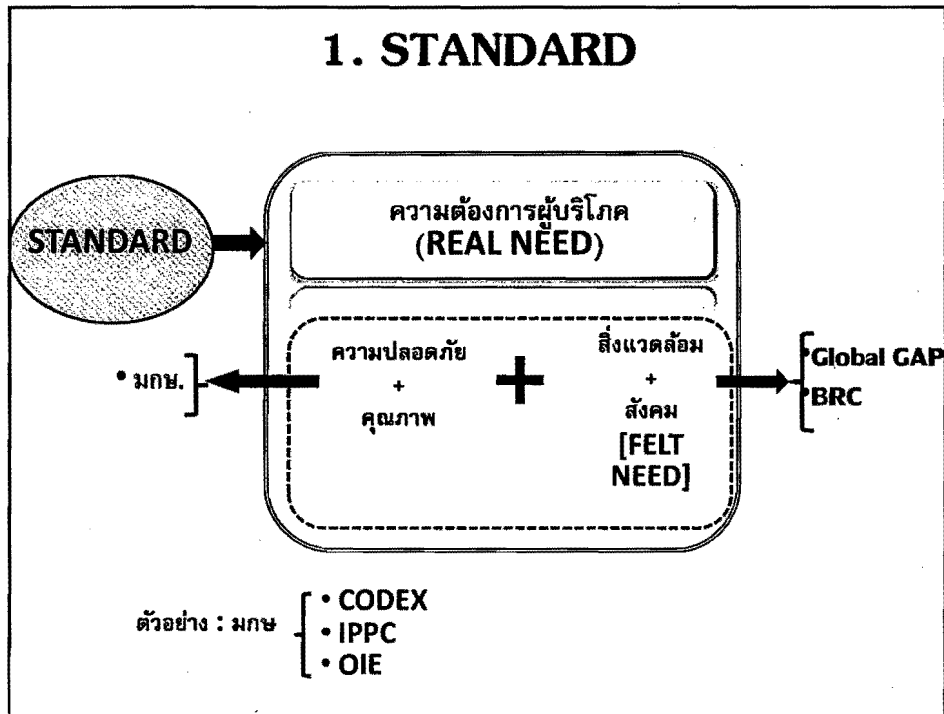 1. STANDARD
STANDARD
ความต้องการผู้บริโภค
(REAL NEED)
ความปลอดภัย
+
คุณภาพ
+
สิ่งแวดล้อม
+
สังคม
[FELT
NEED]
• มกษ.
• Global GAP
• BRC
ตัวอย่าง : มกษ
• CODEX
• IPPC
• OIE